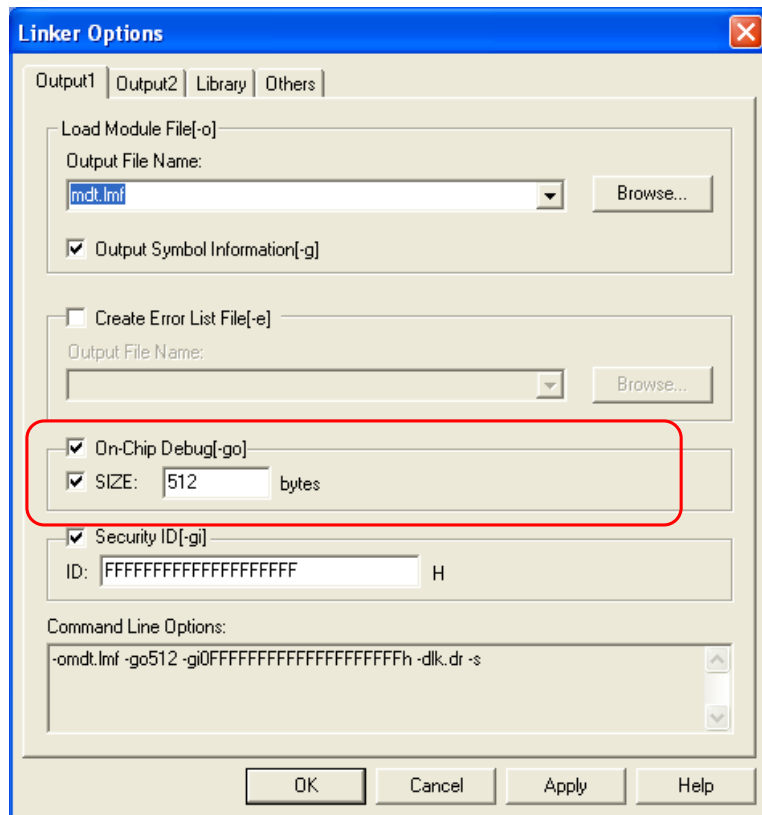 Linker Options
Output1 Output2 Library Others
Load Module File[-o]
Output File Name:
mdt.lmf Browse...
Output Symbol Information[-g]
Create Error List File[-e]
Output File Name:
Browse...
On-Chip Debug[-go]
SIZE: 512 bytes
Security ID[-gi]
ID: FFFFFFFFFFFFFFFFFFFF H
Command Line Options:
-omdt.lmf -go512 -gi0FFFFFFFFFFFFFFFFFFFFh -dlk.dr -s
OK Cancel Apply Help